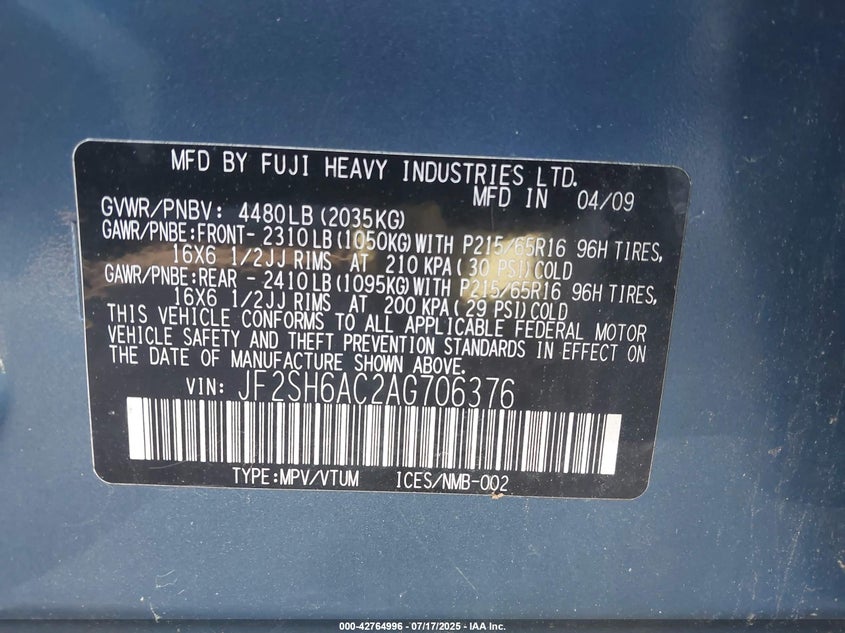 MFD BY FUJI HEAVY INDUSTRIES LTD.
MFD IN 04/09
GVWR/PNBV: 4480LB(2035KG)
GAWR/PNBE:FRONT- 2310LB(1050KG)WITH P215/65R16 96H TIRES,
16X6 1/2JJ RIMS AT 210 KPA(30 PSI)COLD
GAWR/PNBE:REAR - 2410LB(1095KG)WITH P215/65R16 96H TIRES,
16X6 1/2JJ RIMS AT 200 KPA(29 PSI)COLD
THIS VEHICLE CONFORMS TO ALL APPLICABLE FEDERAL MOTOR
VEHICLE SAFETY AND THEFT PREVENTION STANDARDS IN EFFECT ON
THE DATE OF MANUFACTURE SHOWN ABOVE.
VIN: JF2SH6AC2AG706376
TYPE:MPV/VTUM ICES/NMB-002
000-42764996 - 07/17/2025 - IAA Inc.